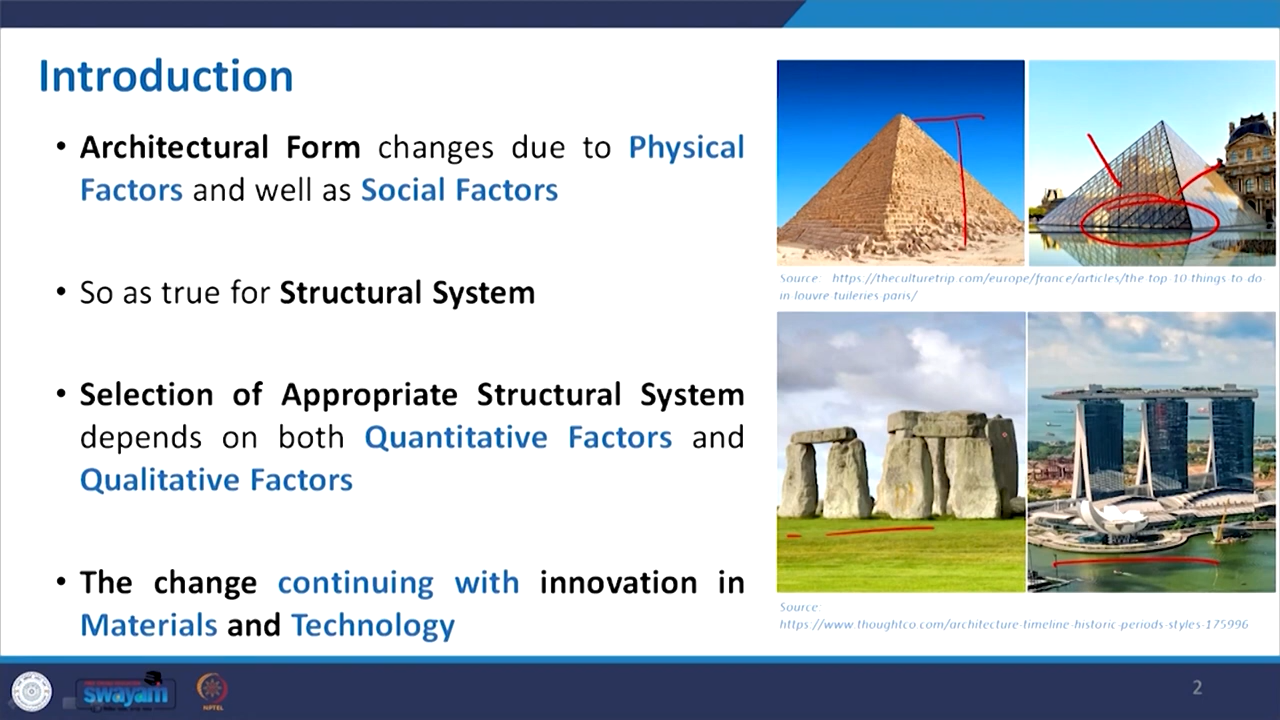 Introduction
• Architectural Form changes due to Physical
Factors and well as Social Factors
• So as true for Structural System
• Selection of Appropriate Structural System
depends on both Quantitative Factors and
Qualitative Factors
• The change continuing with innovation in
Materials and Technology
Source: https://theculturetrip.com/europe/france/articles/the-top-10-things-to-do-
in-louvre-tuileries-paris/
Source:
https://www.thoughtco.com/architecture-timeline-historic-periods-styles-175996
swayam
NPTEL
2